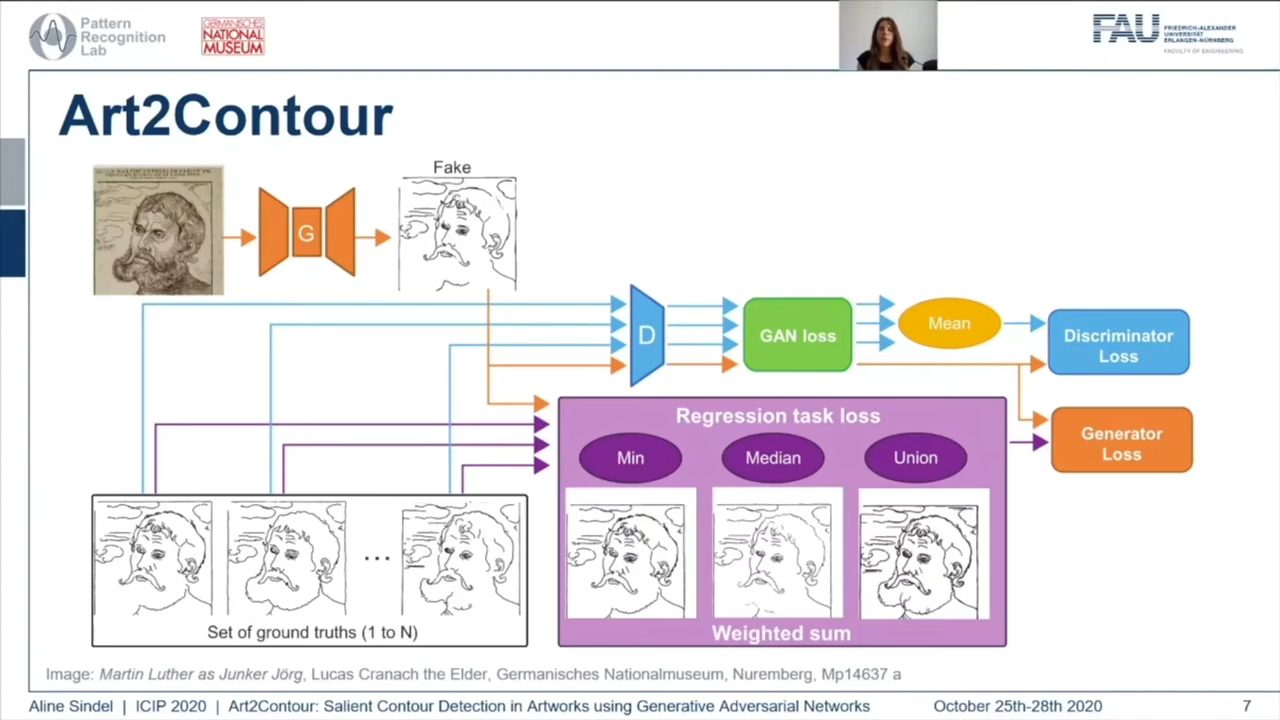 Pattern
Recognition
Lab
GERMANISCHES
NATIONAL
MUSEUM
FAU
FRIEDRICH-ALEXANDER
UNIVERSITÄT
ERLANGEN-NÜRNBERG
FACULTY OF ENGINEERING
Art2Contour
Fake
G
D
GAN loss
Mean
Discriminator
Loss
Regression task loss
Min
Median
Union
Generator
Loss
...
Set of ground truths (1 to N)
Weighted sum
Image: Martin Luther as Junker Jörg, Lucas Cranach the Elder, Germanisches Nationalmuseum, Nuremberg, Mp14637 a
Aline Sindel | ICIP 2020 | Art2Contour: Salient Contour Detection in Artworks using Generative Adversarial Networks October 25th-28th 2020 7